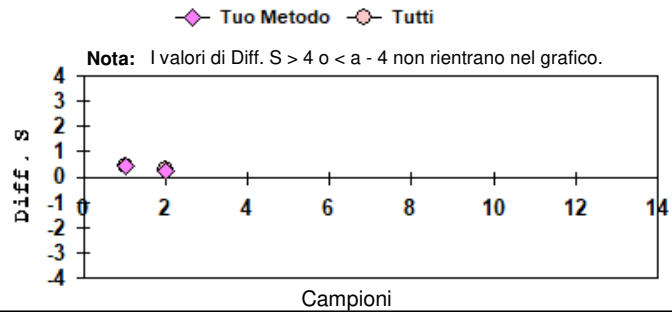 Tuo Metodo Tutti
Nota: I valori di Diff. S > 4 o < a - 4 non rientrano nel grafico.
4
3
2
1
0
-1
-2
-3
-4
Diff. S
0 2 4 6 8 10 12 14
Campioni